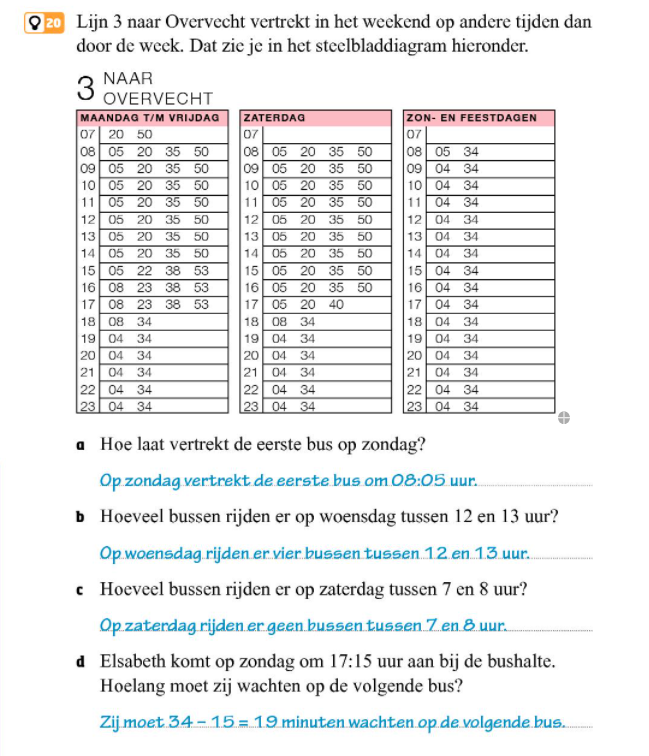 20 Lijn 3 naar Overvecht vertrekt in het weekend op andere tijden dan
door de week. Dat zie je in het steelbladdiagram hieronder.
3 NAAR
OVERVECHT
MAANDAG T/M VRIJDAG ZATERDAG ZON- EN FEESTDAGEN
07 20 50 07 07
08 05 20 35 50 08 05 20 35 50 08 05 34
09 05 20 35 50 09 05 20 35 50 09 04 34
10 05 20 35 50 10 05 20 35 50 10 04 34
11 05 20 35 50 11 05 20 35 50 11 04 34
12 05 20 35 50 12 05 20 35 50 12 04 34
13 05 20 35 50 13 05 20 35 50 13 04 34
14 05 20 35 50 14 05 20 35 50 14 04 34
15 05 22 38 53 15 05 20 35 50 15 04 34
16 08 23 38 53 16 05 20 35 50 16 04 34
17 08 23 38 53 17 05 20 40 17 04 34
18 08 34 18 08 34 18 04 34
19 04 34 19 04 34 19 04 34
20 04 34 20 04 34 20 04 34
21 04 34 21 04 34 21 04 34
22 04 34 22 04 34 22 04 34
23 04 34 23 04 34 23 04 34
a Hoe laat vertrekt de eerste bus op zondag?
Op zondag vertrekt de eerste bus om 08:05 uur.
b Hoeveel bussen rijden er op woensdag tussen 12 en 13 uur?
Op woensdag rijden er vier bussen tussen 12 en 13 uur.
c Hoeveel bussen rijden er op zaterdag tussen 7 en 8 uur?
Op zaterdag rijden er geen bussen tussen 7 en 8 uur.
d Elsabeth komt op zondag om 17:15 uur aan bij de bushalte.
Hoelang moet zij wachten op de volgende bus?
Zij moet 34 – 15 = 19 minuten wachten op de volgende bus.